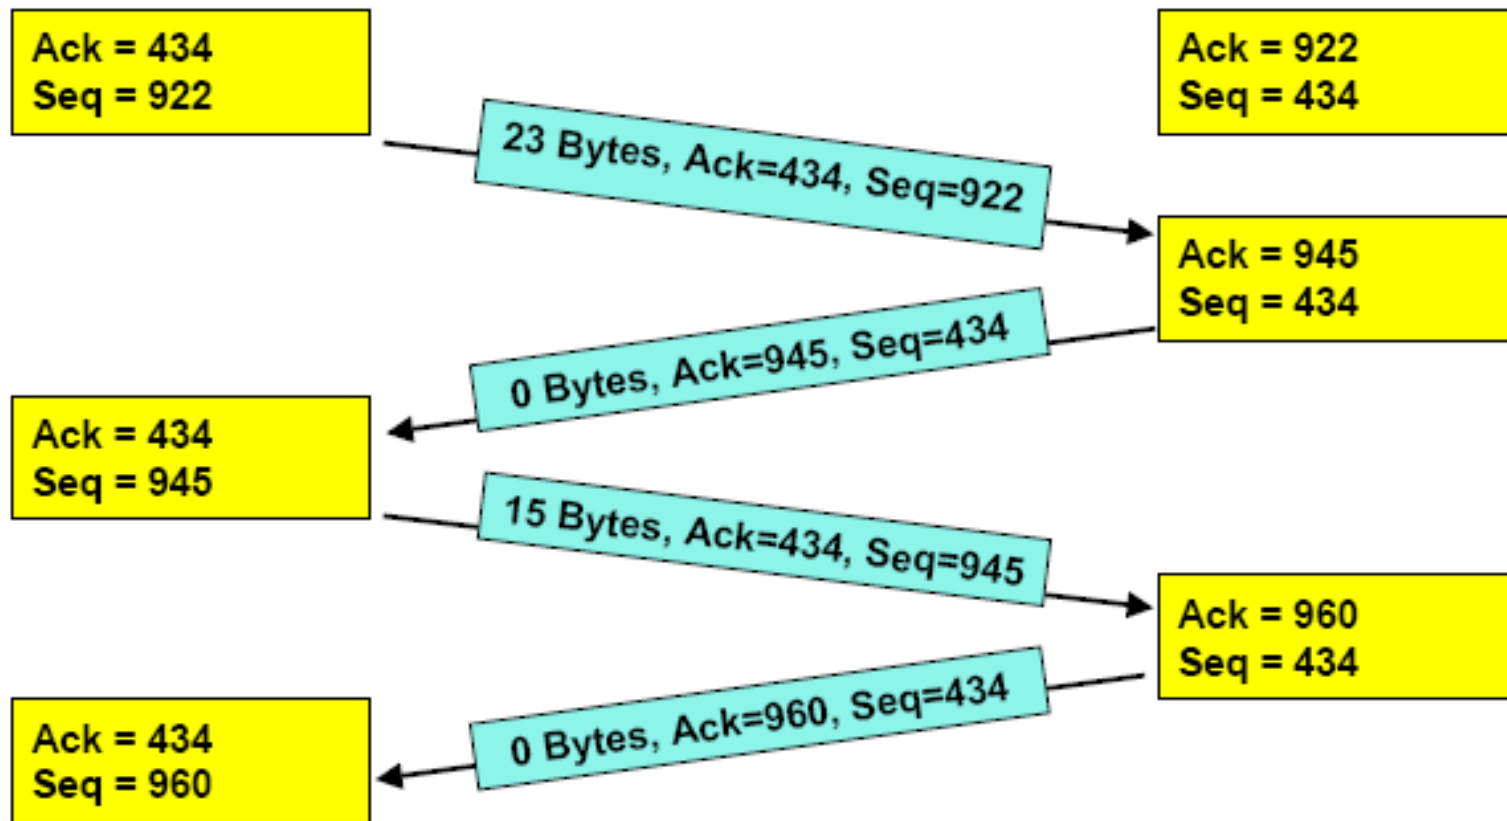 Ack = 434
Seq = 922
Ack = 922
Seq = 434
23 Bytes, Ack=434, Seq=922
Ack = 945
Seq = 434
0 Bytes, Ack=945, Seq=434
Ack = 434
Seq = 945
15 Bytes, Ack=434, Seq=945
Ack = 960
Seq = 434
0 Bytes, Ack=960, Seq=434
Ack = 434
Seq = 960